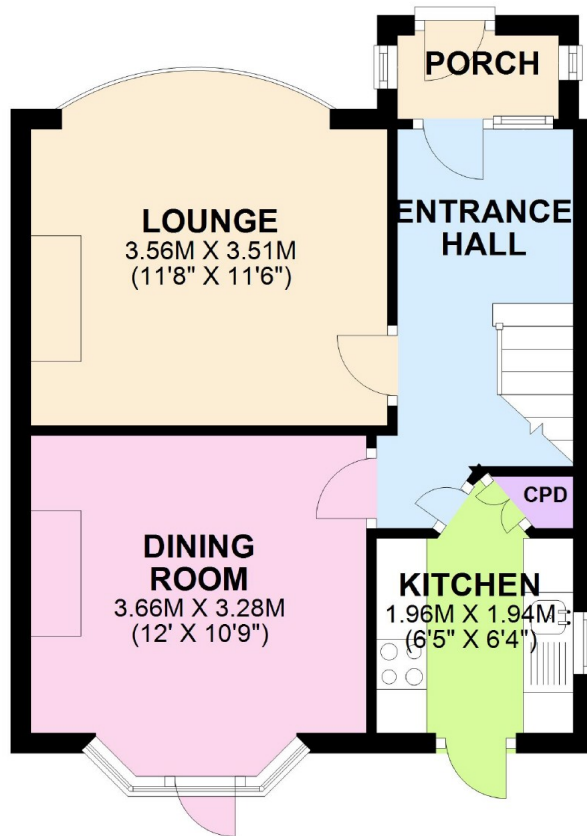 PORCH
LOUNGE
3.56M X 3.51M
(11'8" X 11'6")
ENTRANCE
HALL
CPD
DINING
ROOM
3.66M X 3.28M
(12' X 10'9")
KITCHEN
1.96M X 1.94M
(6'5" X 6'4")